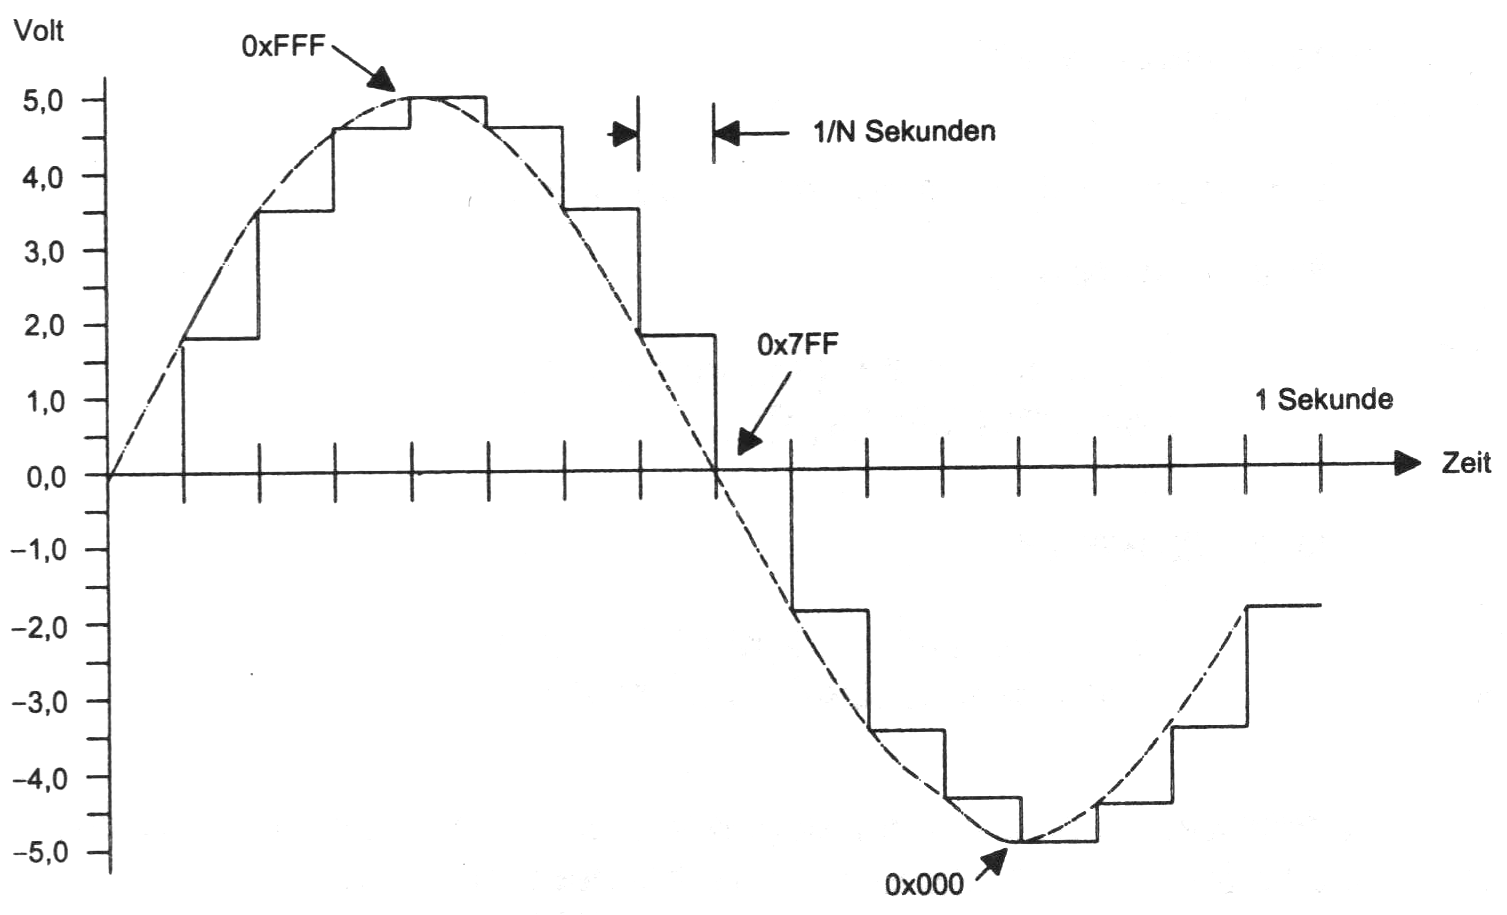 Volt
0xFFF
5,0
1/N Sekunden
4,0
3,0
2,0
0x7FF
1,0
1 Sekunde
0,0
Zeit
−1,0
−2,0
−3,0
−4,0
−5,0
0x000